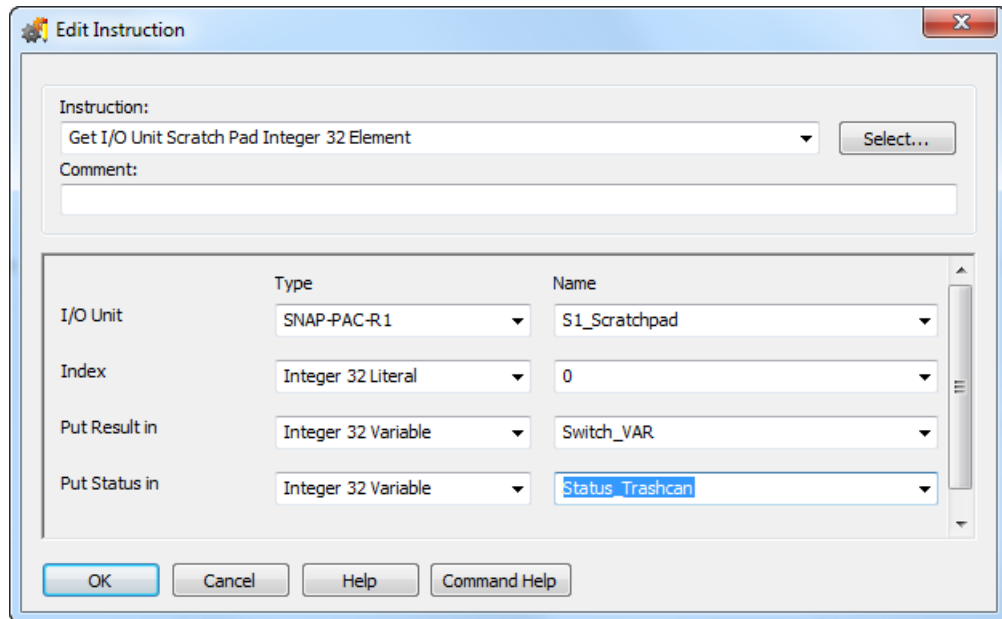 Edit Instruction
Instruction:
Get I/O Unit Scratch Pad Integer 32 Element
Select...
Comment:
Type Name
I/O Unit SNAP-PAC-R1 S1_Scratchpad
Index Integer 32 Literal 0
Put Result in Integer 32 Variable Switch_VAR
Put Status in Integer 32 Variable Status_Trashcan
OK Cancel Help Command Help